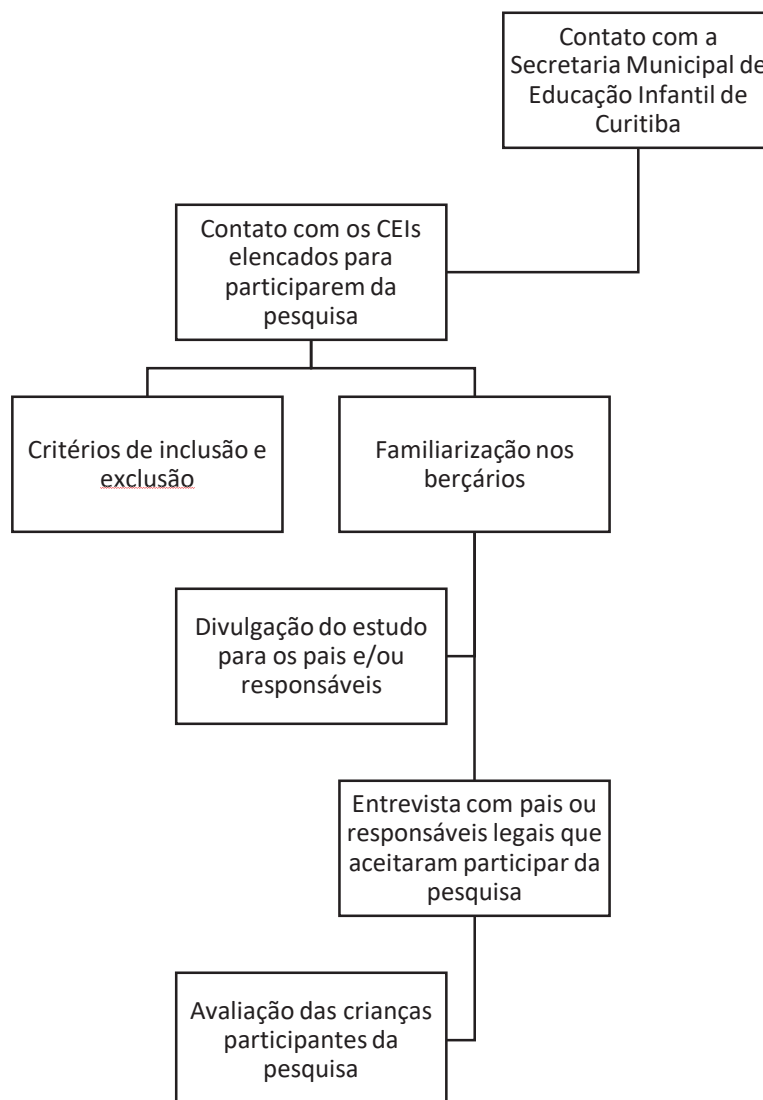 Contato com a
Secretaria Municipal de
Educação Infantil de
Curitiba
Contato com os CEIs
elencados para
participarem da
pesquisa
Critérios de inclusão e
exclusão
Familiarização nos
berçários
Divulgação do estudo
para os pais e/ou
responsáveis
Entrevista com pais ou
responsáveis legais que
aceitaram participar da
pesquisa
Avaliação das crianças
participantes da
pesquisa